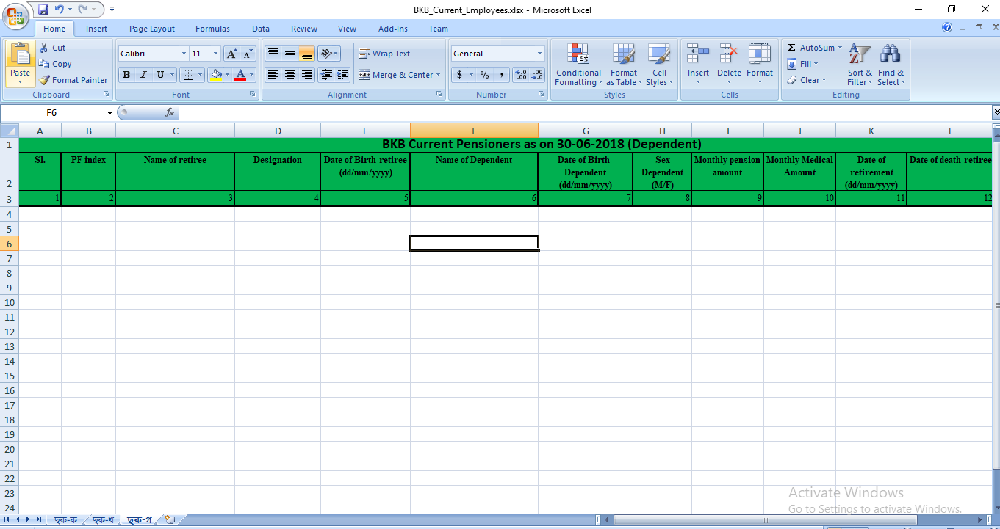 BKB_Current_Employees.xlsx - Microsoft Excel
Home Insert Page Layout Formulas Data Review View Add-Ins Team
Paste
Cut
Copy
Format Painter
Clipboard
Calibri 11
B I U
Font
Wrap Text
Merge & Center
Alignment
General
$ % ,
Number
Conditional Formatting
Format as Table
Cell Styles
Styles
Insert Delete Format
Cells
AutoSum
Fill
Clear
Sort & Filter
Find & Select
Editing
F6
fx
A B C D E F G H I J K L
1 BKB Current Pensioners as on 30-06-2018 (Dependent)
2 Sl. PF index Name of retiree Designation Date of Birth-retiree (dd/mm/yyyy) Name of Dependent Date of Birth-Dependent (dd/mm/yyyy) Sex Dependent (M/F) Monthly pension amount Monthly Medical Amount Date of retirement (dd/mm/yyyy) Date of death-retiree
3 1 2 3 4 5 6 7 8 9 10 11 12
4
5
6
7
8
9
10
11
12
13
14
15
16
17
18
19
20
21
22
23
24
Activate Windows
Go to Settings to activate Windows.
ছক-ক ছক-খ ছক-গ